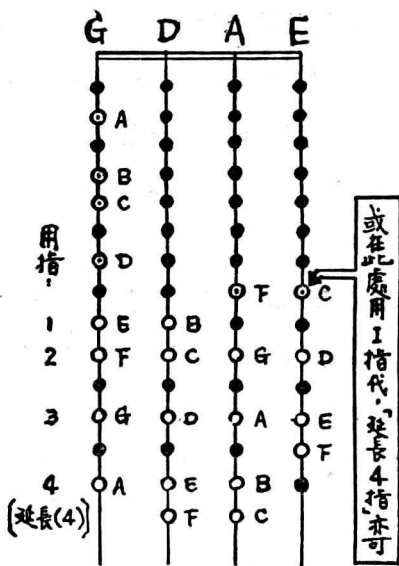 G D A E
A
B
C
D
F C
用指:
1 E B
2 F C G D
3 G D A E
F
4 A E B
[延長(4)] F C
或在此處用1指代,「延長4指」亦可